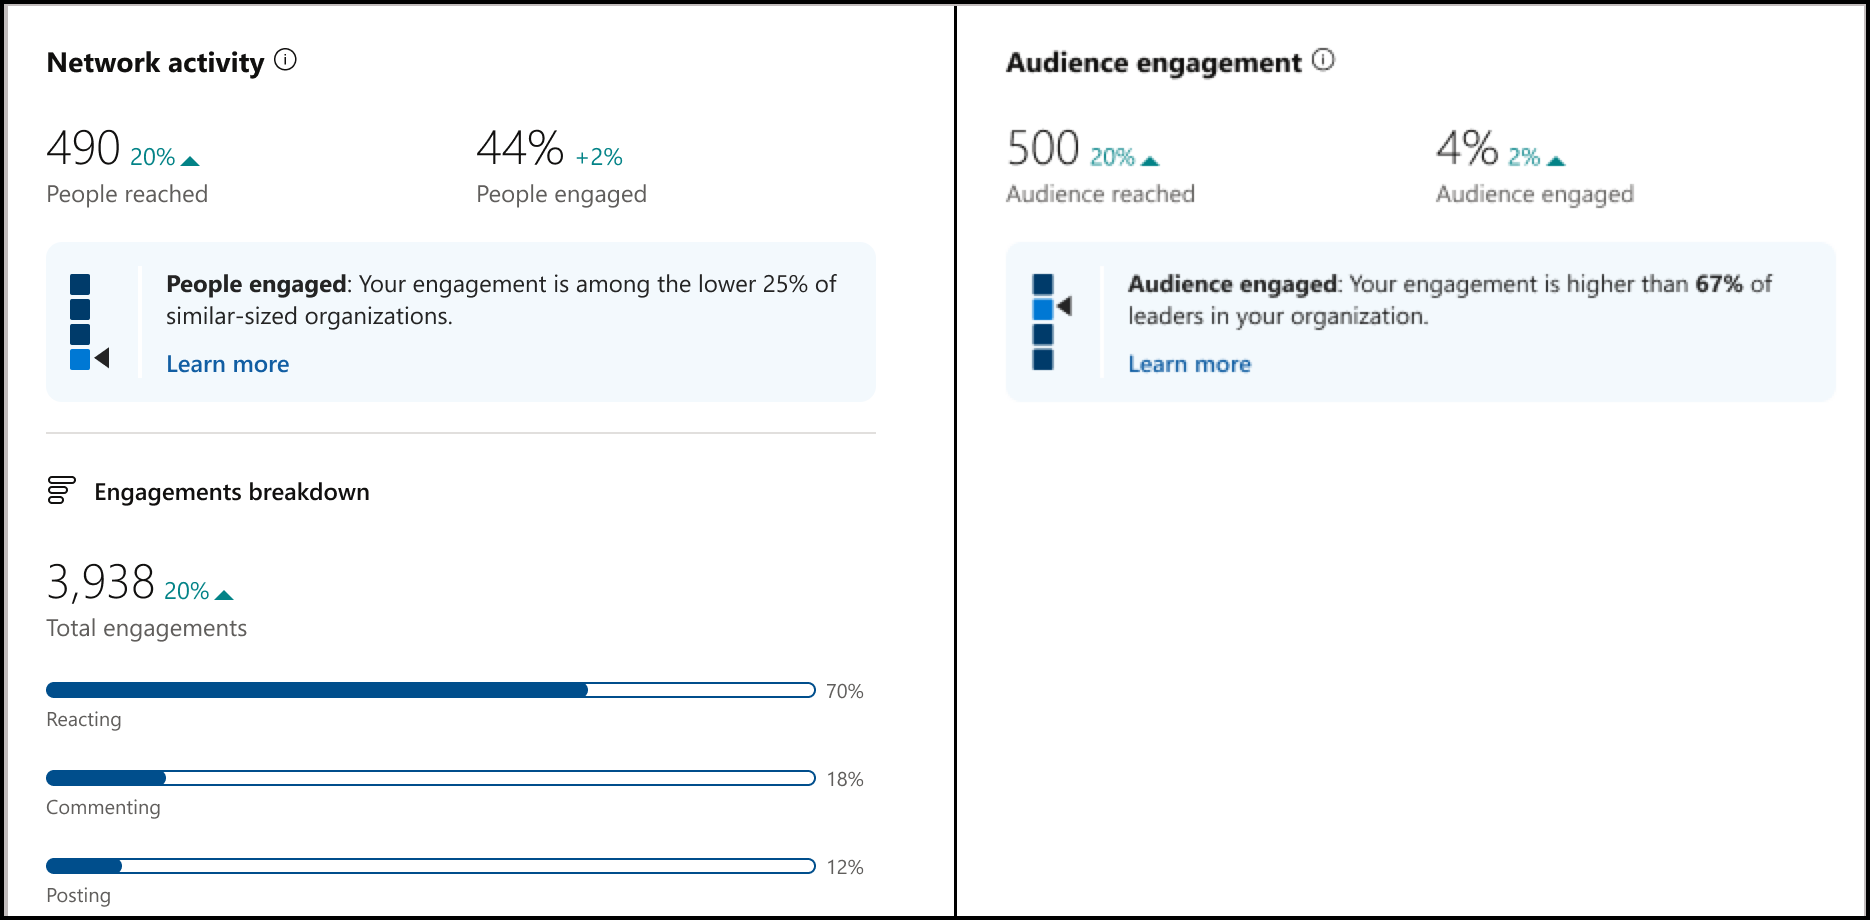 Network activity
490 20%
People reached
44% +2%
People engaged
People engaged: Your engagement is among the lower 25% of
similar-sized organizations.
Learn more
Engagements breakdown
3,938 20%
Total engagements
70%
Reacting
18%
Commenting
12%
Posting
Audience engagement
500 20%
Audience reached
4% 2%
Audience engaged
Audience engaged: Your engagement is higher than 67% of
leaders in your organization.
Learn more